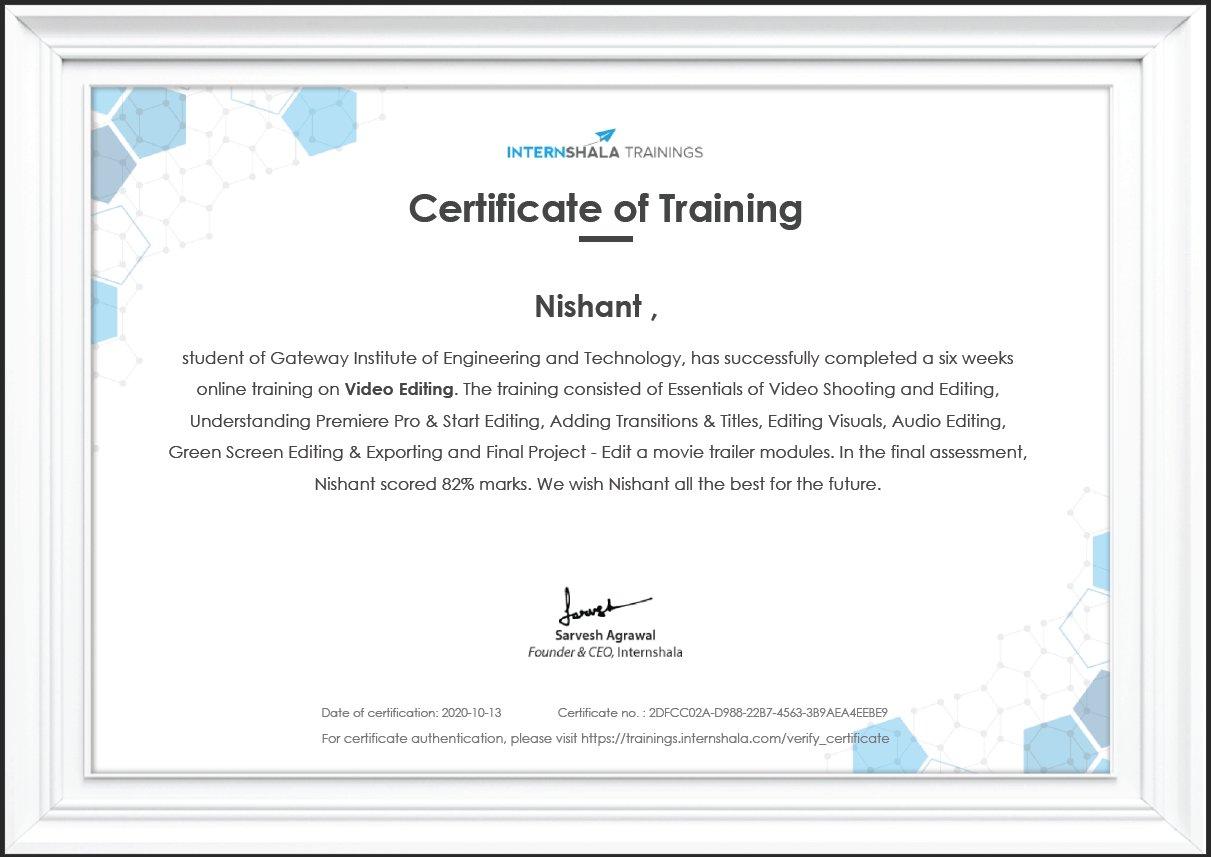 INTERNSHALA TRAININGS
Certificate of Training
Nishant ,
student of Gateway Institute of Engineering and Technology, has successfully completed a six weeks
online training on Video Editing. The training consisted of Essentials of Video Shooting and Editing,
Understanding Premiere Pro & Start Editing, Adding Transitions & Titles, Editing Visuals, Audio Editing,
Green Screen Editing & Exporting and Final Project - Edit a movie trailer modules. In the final assessment,
Nishant scored 82% marks. We wish Nishant all the best for the future.
Sarvesh
Sarvesh Agrawal
Founder & CEO, Internshala
Date of certification: 2020-10-13 Certificate no. : 2DFCC02A-D988-22B7-4563-3B9AEA4EEBE9
For certificate authentication, please visit https://trainings.internshala.com/verify_certificate